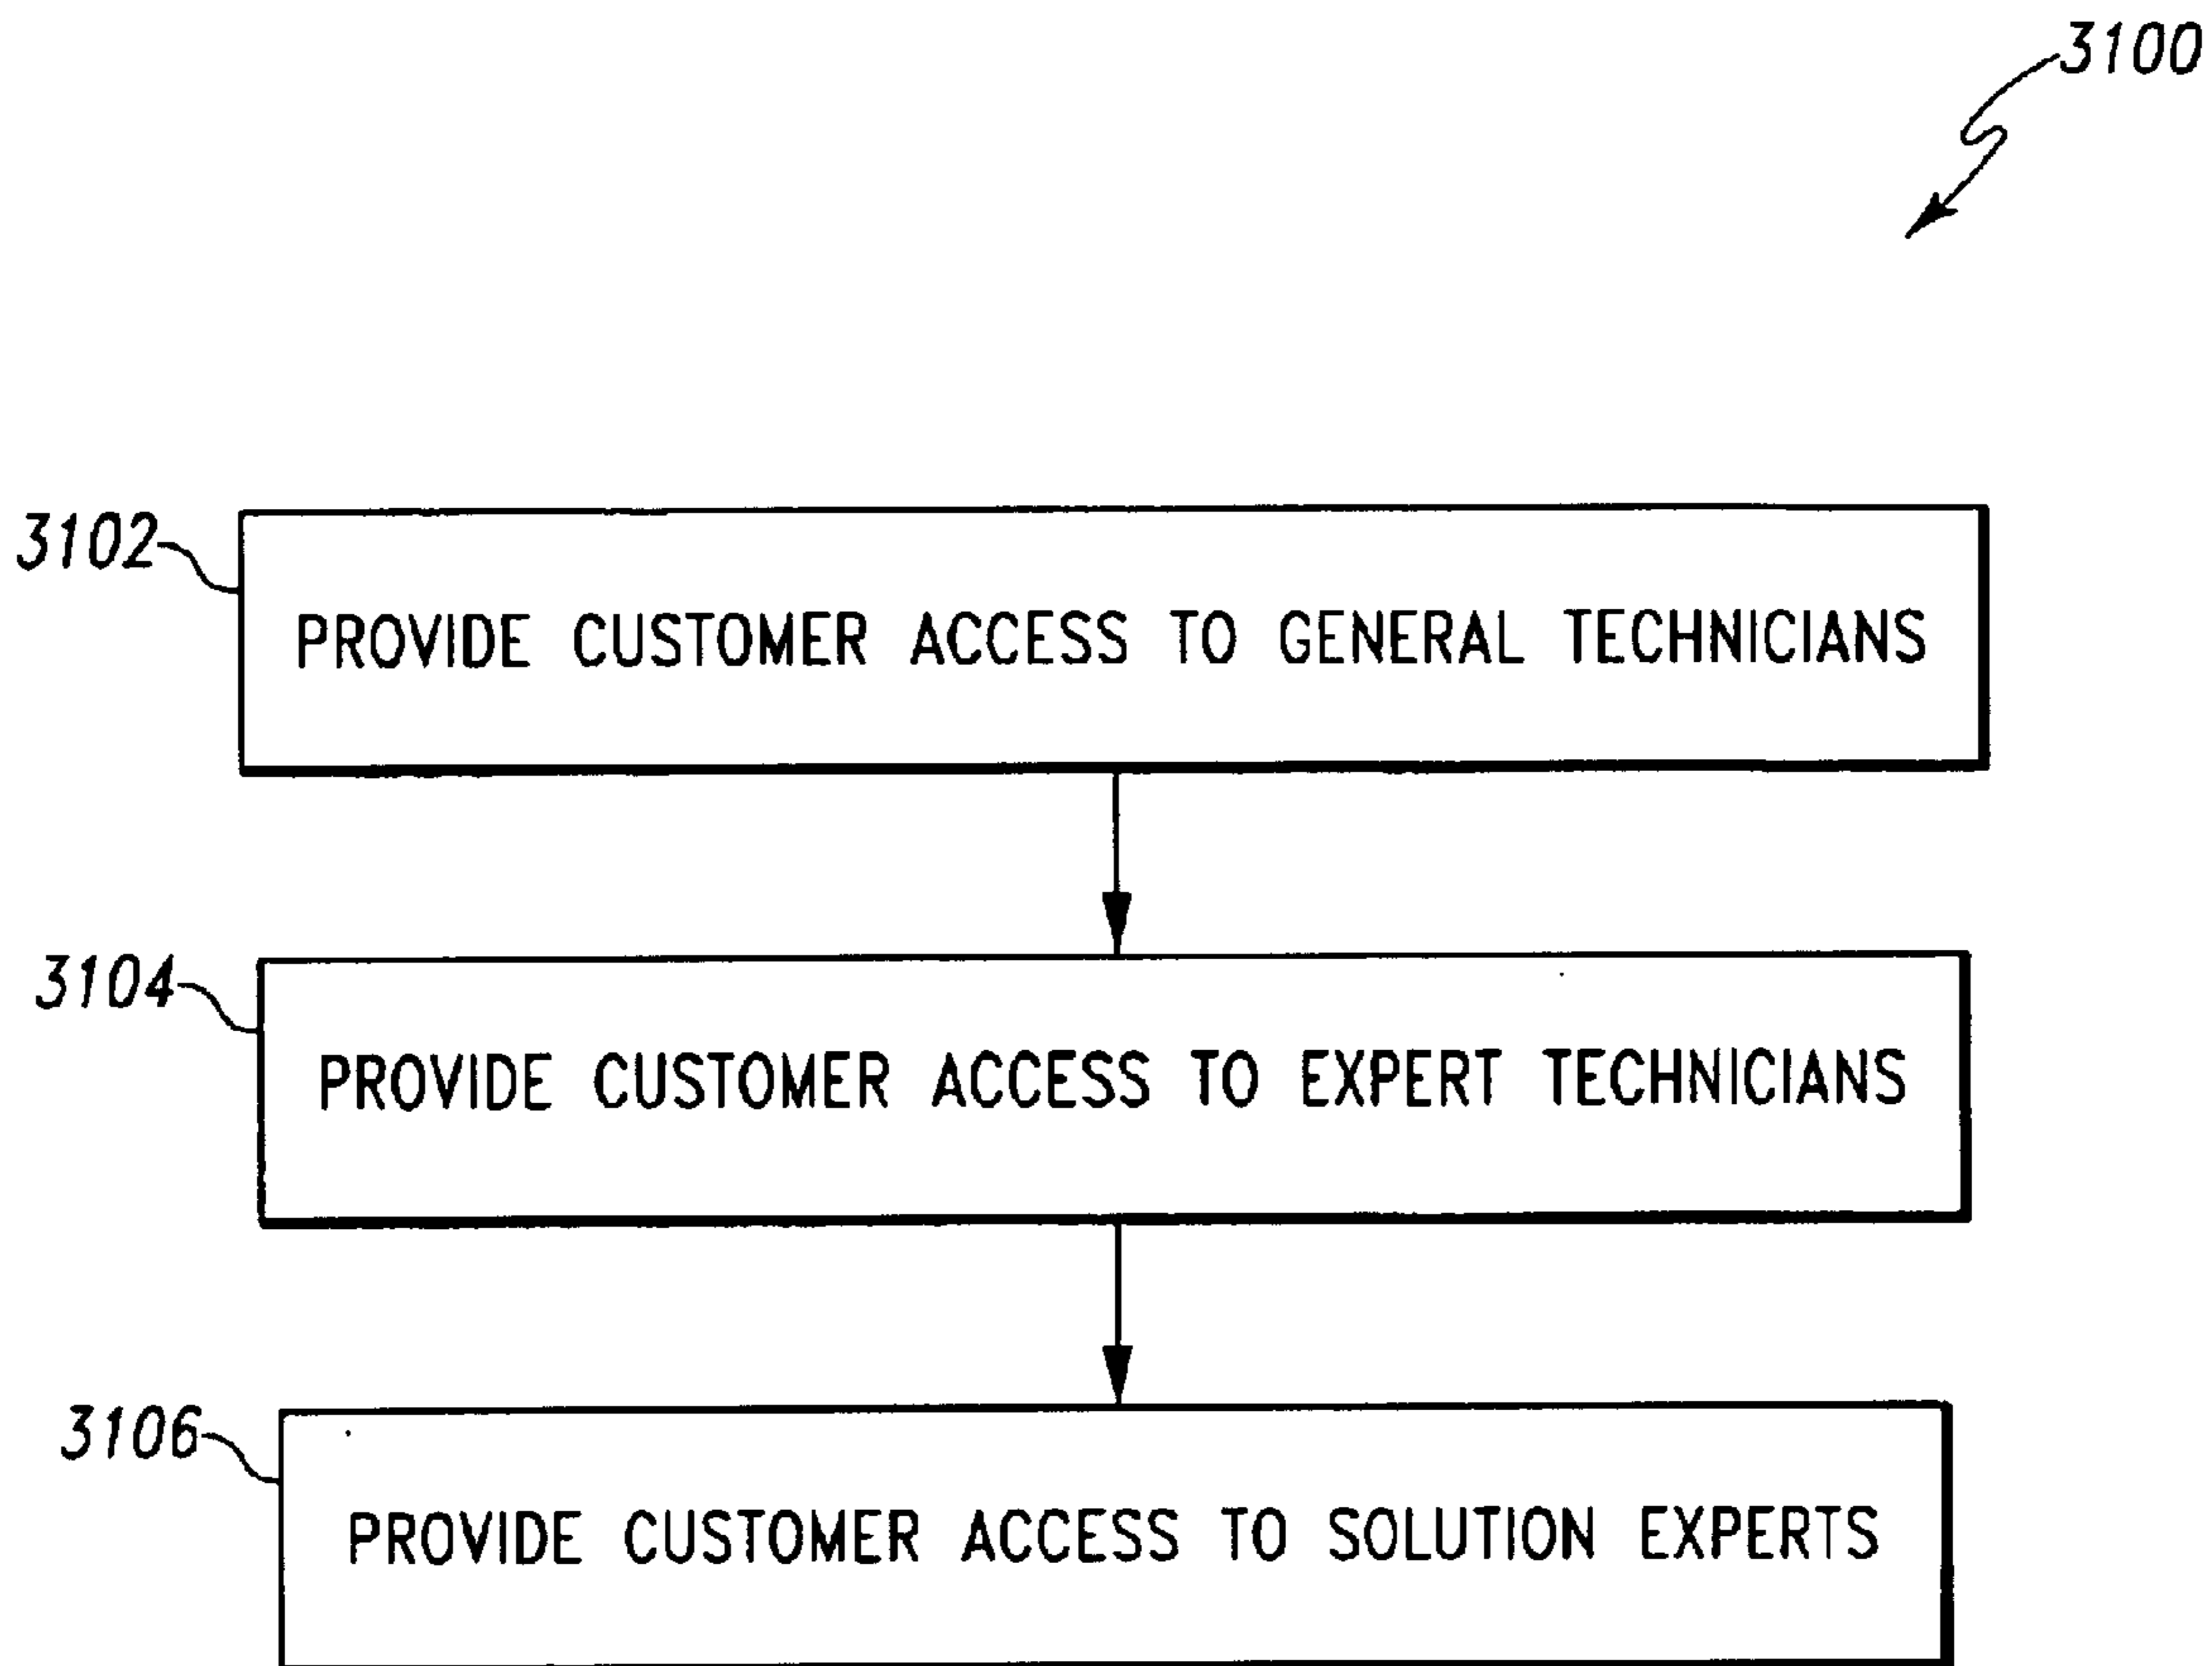 3100
3102
PROVIDE CUSTOMER ACCESS TO GENERAL TECHNICIANS
3104
PROVIDE CUSTOMER ACCESS TO EXPERT TECHNICIANS
3106
PROVIDE CUSTOMER ACCESS TO SOLUTION EXPERTS